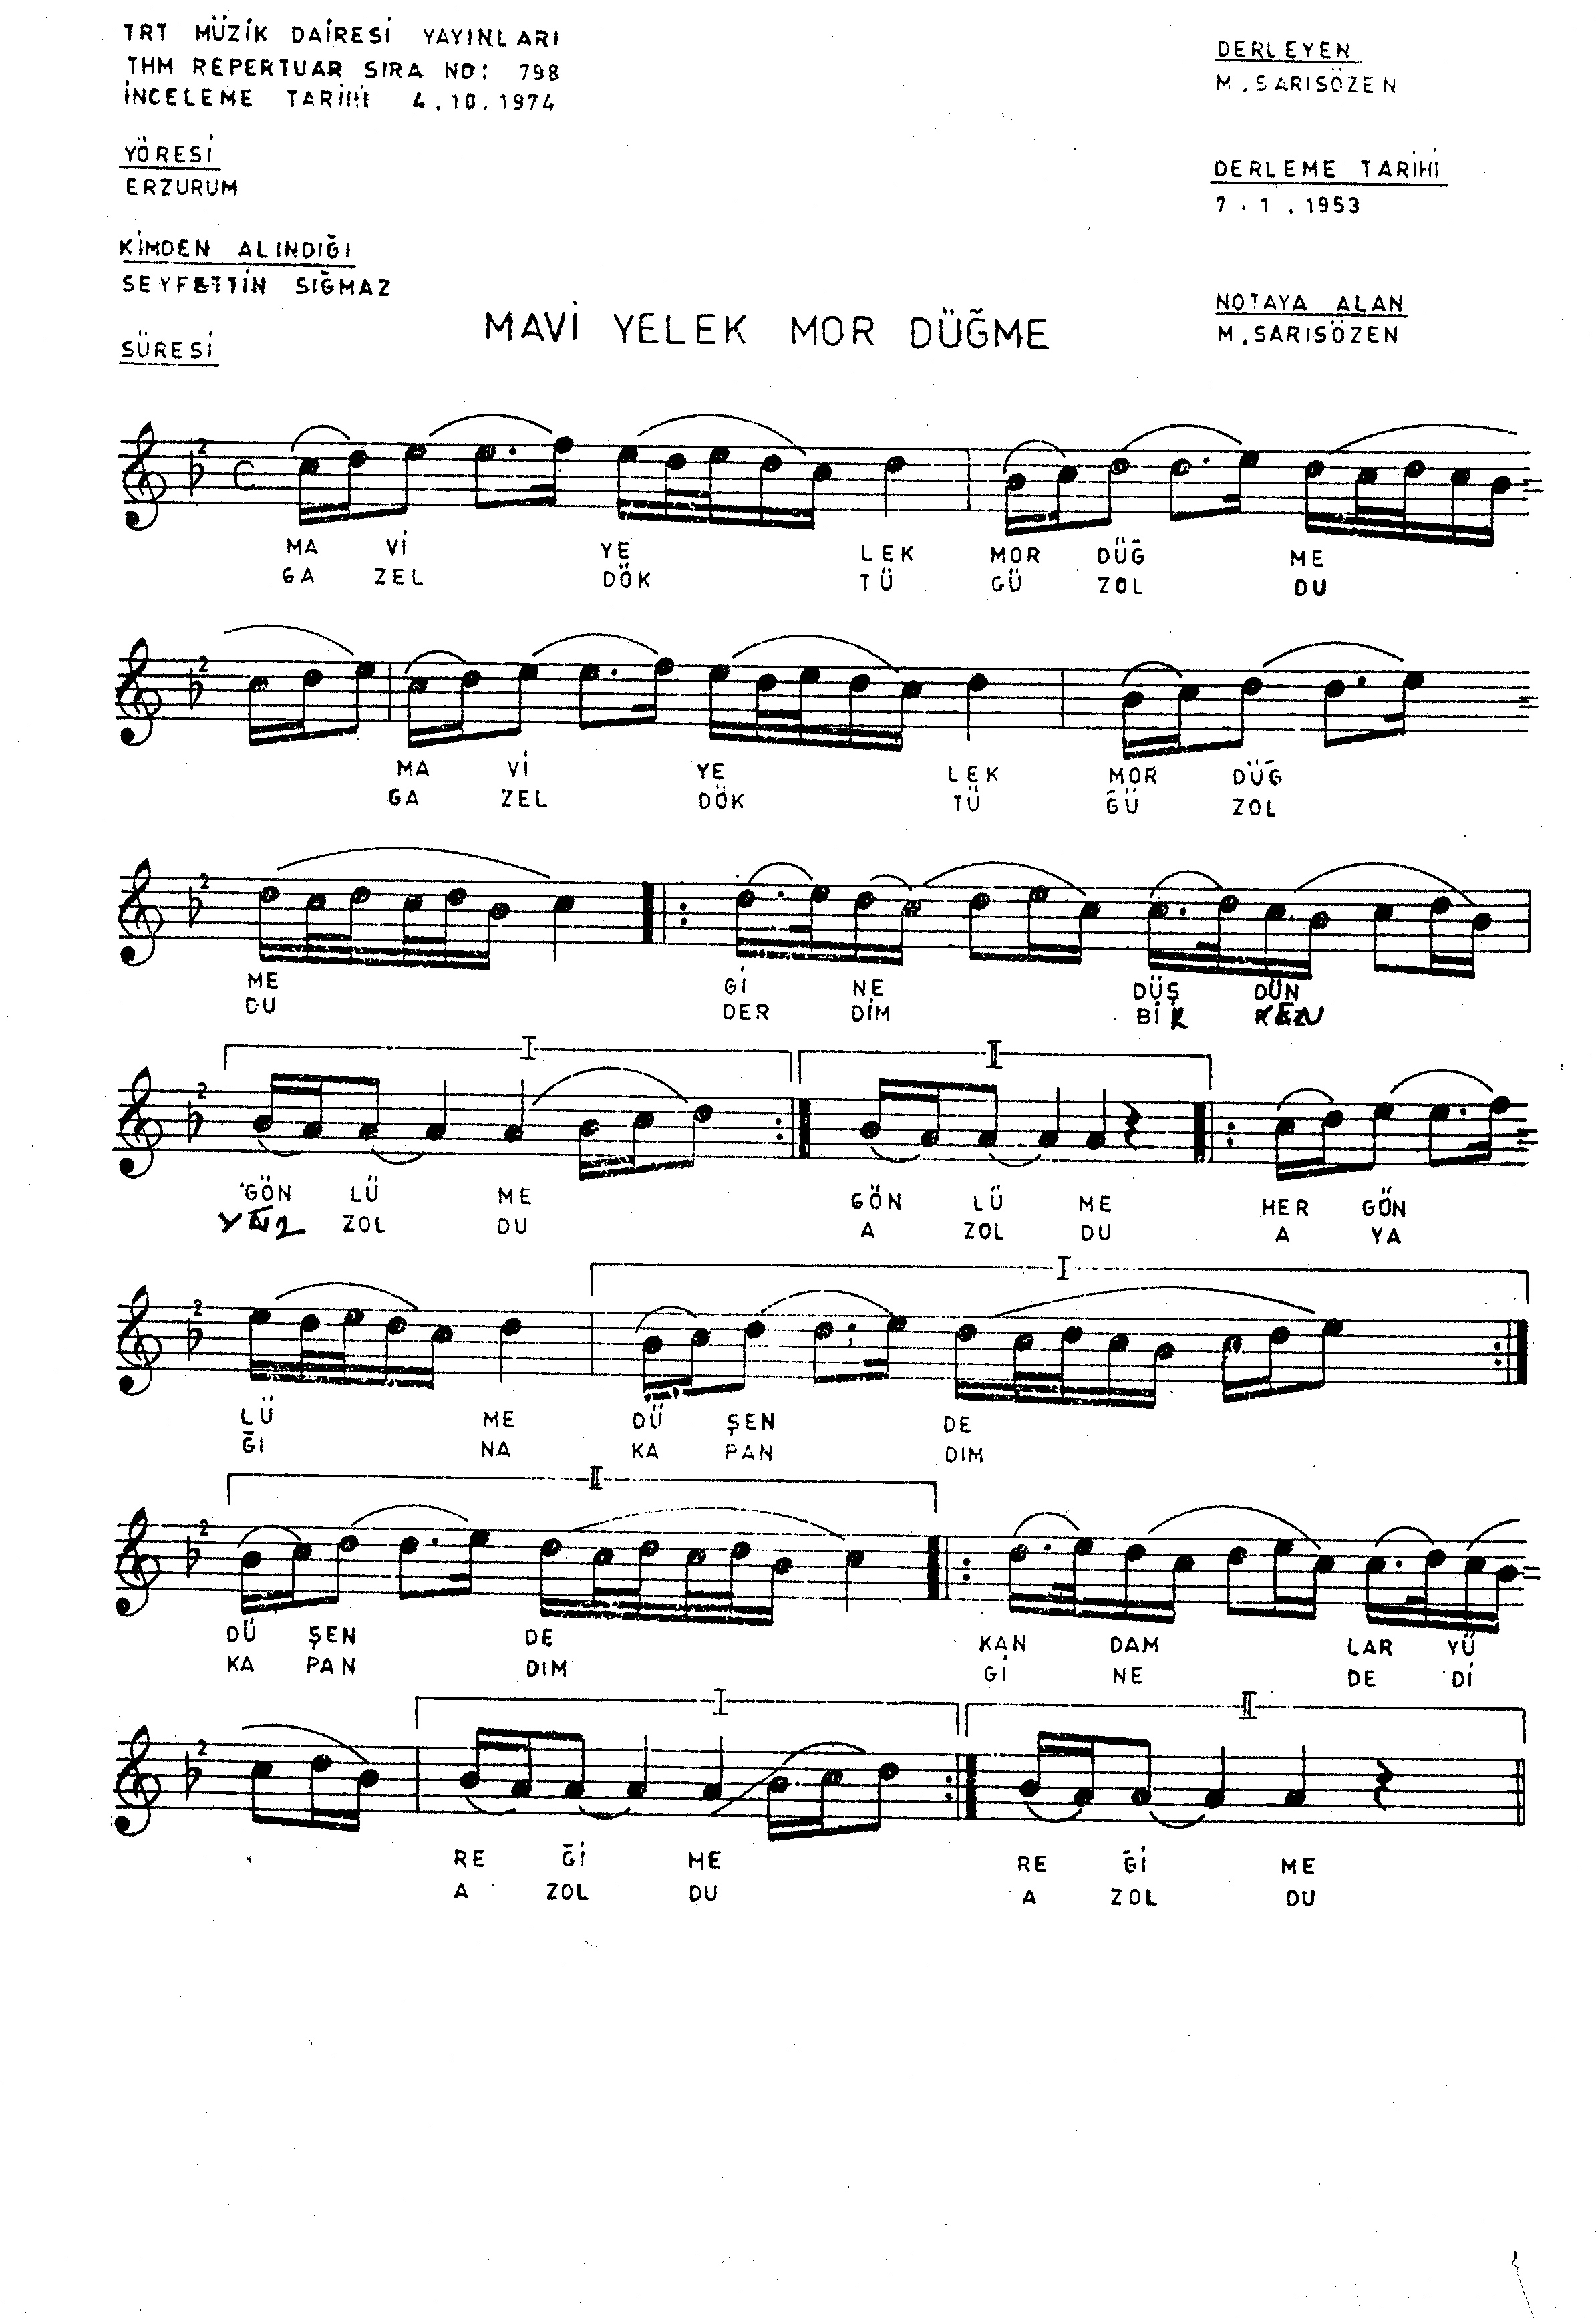 TRT MÜZİK DAİRESİ YAYINLARI
THM REPERTUAR SIRA NO: 798
İNCELEME TARİHİ 4.10.1974
YÖRESİ
ERZURUM
KİMDEN ALINDIĞI
SEYFETTİN SIĞMAZ
SÜRESİ
DERLEYEN
M.SARISÖZEN
DERLEME TARİHİ
7.1.1953
NOTAYA ALAN
M.SARISÖZEN
MAVİ YELEK MOR DÜĞME
MA Vİ YE LEK MOR DÜĞ ME
GA ZEL DÖK TÜ GÜ ZOL DU
MA Vİ YE LEK MOR DÜĞ
GA ZEL DÖK TÜ ĞÜ ZOL
ME Gİ NE DÜŞ DÜN
DU DER DİM BİR KEN
I II
GÖN LÜ ME GÖN LÜ ME HER GÖN
ZOL DU A ZOL DU A YA
I
LÜ ME DÜ ŞEN DE
ĞI NA KA PAN DIM
II
DÜ ŞEN DE KAN DAM LAR YÜ
KA PAN DIM Gİ NE DE Dİ
I II
RE Ğİ ME RE Ğİ ME
A ZOL DU A ZOL DU